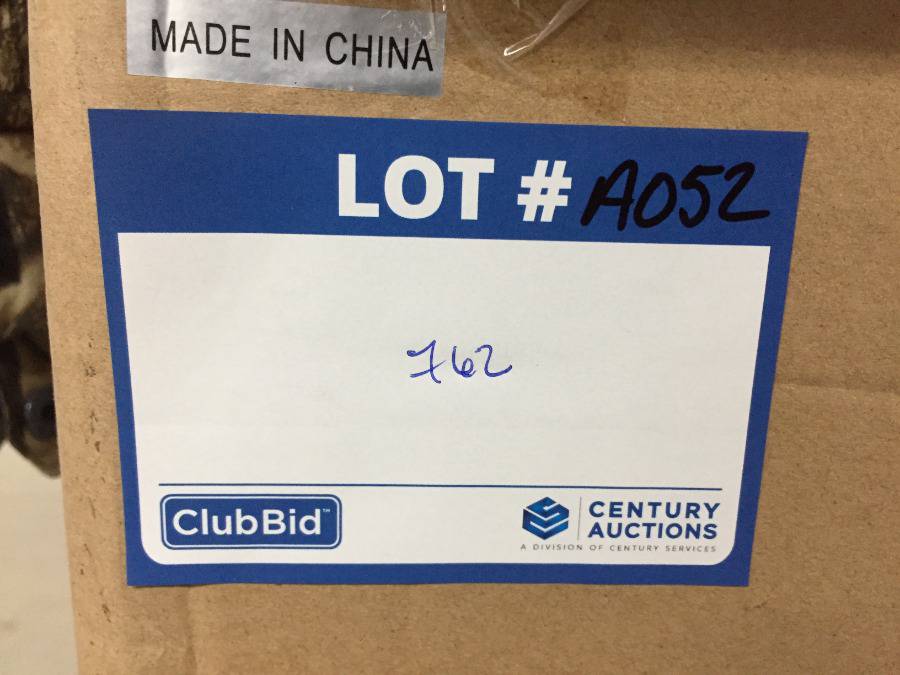 MADE IN CHINA
LOT # A052
762
ClubBid™
CENTURY
AUCTIONS
A DIVISION OF CENTURY SERVICES